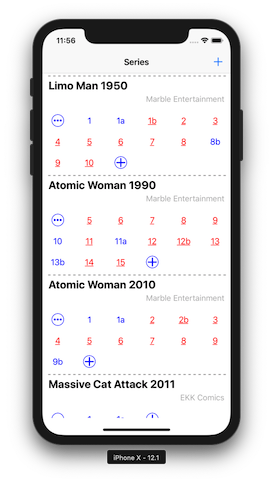 11:56
Series +
Limo Man 1950
Marble Entertainment
1 1a 1b 2 3
4 5 6 7 8 8b
9 10
Atomic Woman 1990
Marble Entertainment
5 6 7 8 9
10 11 11a 12 12b 13
13b 14 15
Atomic Woman 2010
Marble Entertainment
1 1a 2 2b 3
4 5 6 7 8 9
9b
Massive Cat Attack 2011
EKK Comics
1 1a
iPhone X - 12.1